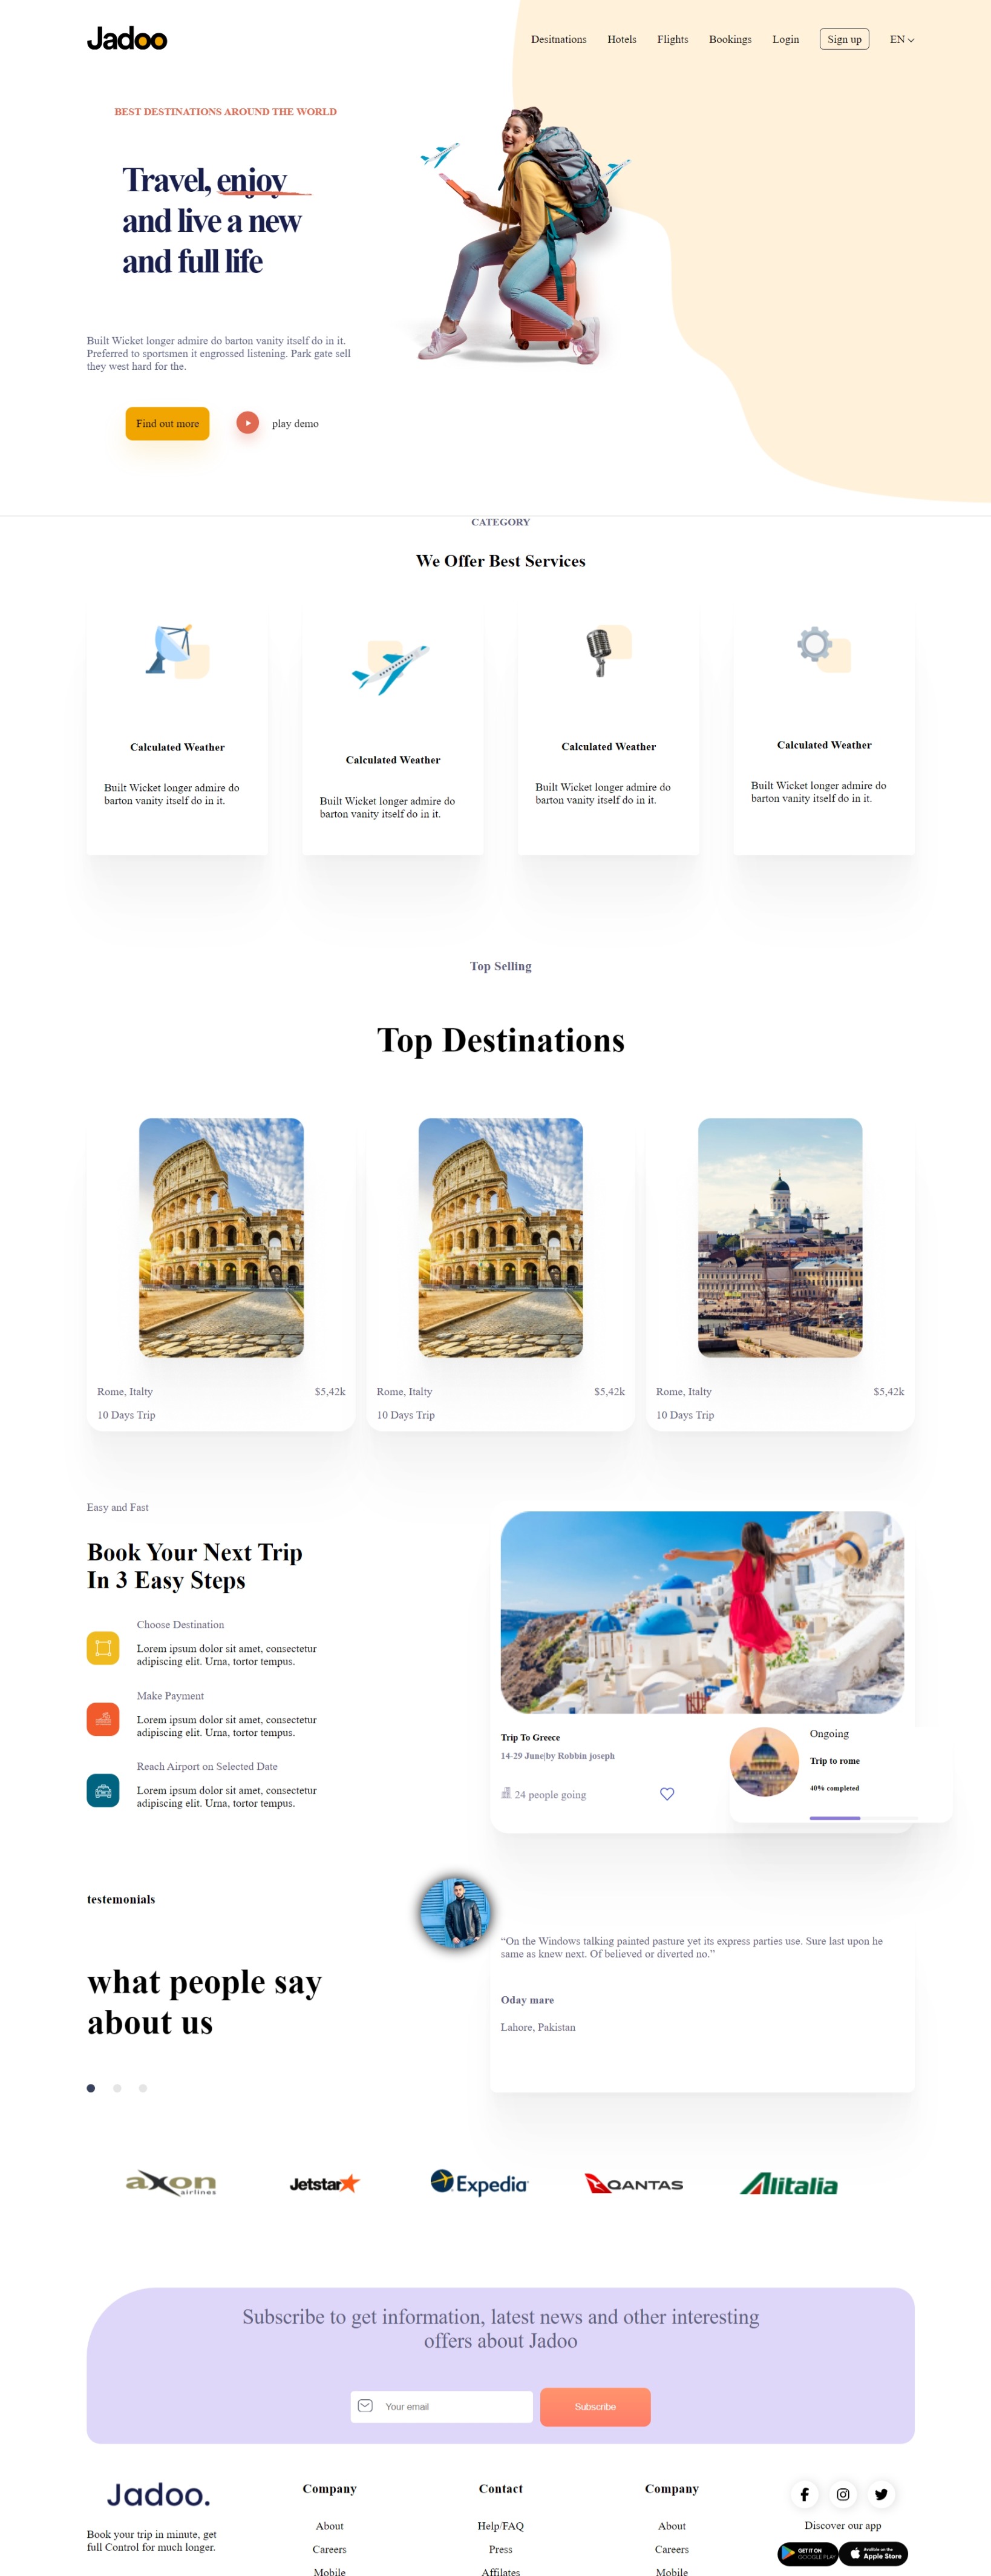 Jadoo
Desitnations Hotels Flights Bookings Login Sign up EN
BEST DESTINATIONS AROUND THE WORLD
Travel, enjoy
and live a new
and full life
Built Wicket longer admire do barton vanity itself do in it.
Preferred to sportsmen it engrossed listening. Park gate sell
they west hard for the.
Find out more
play demo
CATEGORY
We Offer Best Services
Calculated Weather
Built Wicket longer admire do
barton vanity itself do in it.
Calculated Weather
Built Wicket longer admire do
barton vanity itself do in it.
Calculated Weather
Built Wicket longer admire do
barton vanity itself do in it.
Calculated Weather
Built Wicket longer admire do
barton vanity itself do in it.
Top Selling
Top Destinations
Rome, Italty $5,42k
10 Days Trip
Rome, Italty $5,42k
10 Days Trip
Rome, Italty $5,42k
10 Days Trip
Easy and Fast
Book Your Next Trip
In 3 Easy Steps
Choose Destination
Lorem ipsum dolor sit amet, consectetur
adipiscing elit. Urna, tortor tempus.
Make Payment
Lorem ipsum dolor sit amet, consectetur
adipiscing elit. Urna, tortor tempus.
Reach Airport on Selected Date
Lorem ipsum dolor sit amet, consectetur
adipiscing elit. Urna, tortor tempus.
Trip To Greece
14-29 June|by Robbin joseph
24 people going
Ongoing
Trip to rome
40% completed
testemonials
what people say
about us
“On the Windows talking painted pasture yet its express parties use. Sure last upon he
same as knew next. Of believed or diverted no.”
Oday mare
Lahore, Pakistan
axon
airlines
Jetstar
Expedia
QANTAS
Alitalia
Subscribe to get information, latest news and other interesting
offers about Jadoo
Your email
Subscribe
Jadoo.
Book your trip in minute, get
full Control for much longer.
Company
About
Careers
Mobile
Contact
Help/FAQ
Press
Affilates
Company
About
Careers
Mobile
Discover our app
GET IT ON
GOOGLE PLAY
Available on the
Apple Store